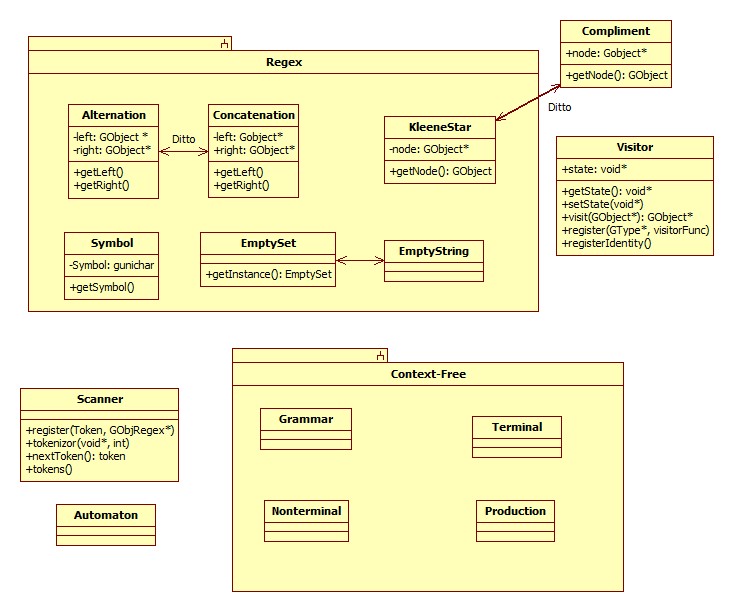 Compliment
+node: Gobject*
+getNode(): GObject
Regex
Alternation
-left: GObject *
-right: GObject*
+getLeft()
+getRight()
Ditto
Concatenation
-left: Gobject*
+right: GObject*
+getLeft()
+getRight()
KleeneStar
-node: GObject*
+getNode(): GObject
Ditto
Visitor
+state: void*
+getState(): void*
+setState(void*)
+visit(GObject*): GObject*
+register(GType*, visitorFunc)
+registerIdentity()
Symbol
-Symbol: gunichar
+getSymbol()
EmptySet
+getInstance(): EmptySet
EmptyString
Context-Free
Scanner
+register(Token, GObjRegex*)
+tokenizor(void*, int)
+nextToken(): token
+tokens()
Grammar
Terminal
Automaton
Nonterminal
Production